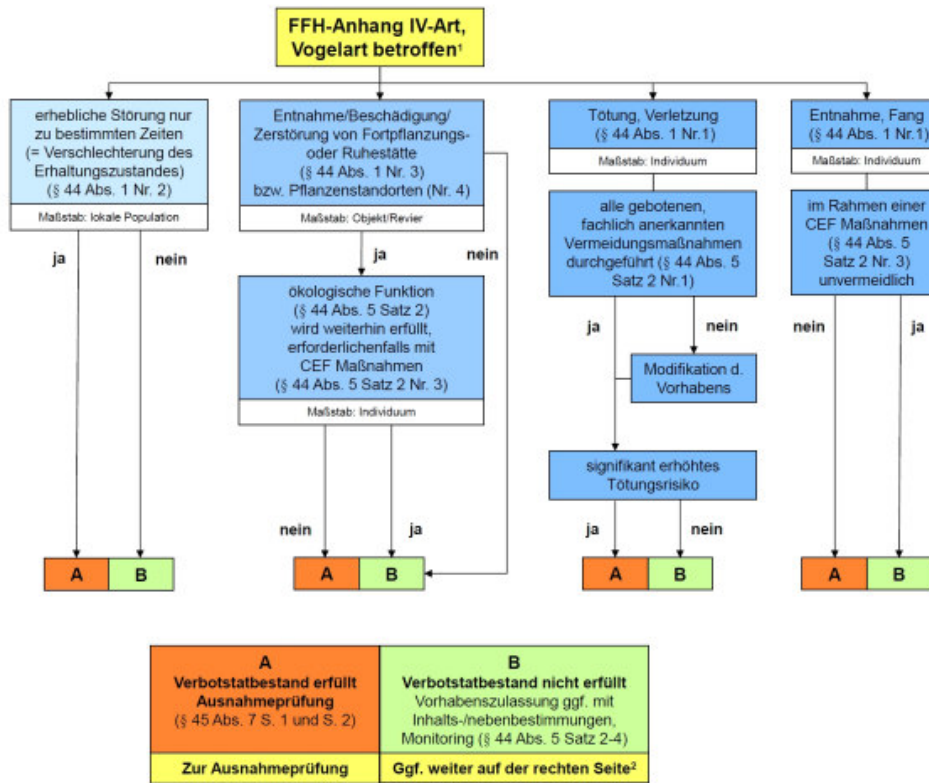 FFH-Anhang IV-Art,
Vogelart betroffen¹
erhebliche Störung nur
zu bestimmten Zeiten
(= Verschlechterung des
Erhaltungszustandes)
(§ 44 Abs. 1 Nr. 2)
Maßstab: lokale Population
ja
nein
Entnahme/Beschädigung/
Zerstörung von Fortpflanzungs-
oder Ruhestätte
(§ 44 Abs. 1 Nr. 3)
bzw. Pflanzenstandorten (Nr. 4)
Maßstab: Objekt/Revier
ja
nein
ökologische Funktion
(§ 44 Abs. 5 Satz 2)
wird weiterhin erfüllt,
erforderlichenfalls mit
CEF Maßnahmen
(§ 44 Abs. 5 Satz 2 Nr. 3)
Maßstab: Individuum
nein
ja
Tötung, Verletzung
(§ 44 Abs. 1 Nr.1)
Maßstab: Individuum
alle gebotenen,
fachlich anerkannten
Vermeidungsmaßnahmen
durchgeführt (§ 44 Abs. 5
Satz 2 Nr.1)
ja
nein
Modifikation d.
Vorhabens
signifikant erhöhtes
Tötungsrisiko
ja
nein
Entnahme, Fang
(§ 44 Abs. 1 Nr.1)
Maßstab: Individuum
im Rahmen einer
CEF Maßnahmen
(§ 44 Abs. 5
Satz 2 Nr. 3)
unvermeidlich
nein
ja
A
B
A
B
A
B
A
B
A
Verbotstatbestand erfüllt
Ausnahmeprüfung
(§ 45 Abs. 7 S. 1 und S. 2)
Zur Ausnahmeprüfung
B
Verbotstatbestand nicht erfüllt
Vorhabenszulassung ggf. mit
Inhalts-/nebenbestimmungen,
Monitoring (§ 44 Abs. 5 Satz 2-4)
Ggf. weiter auf der rechten Seite²